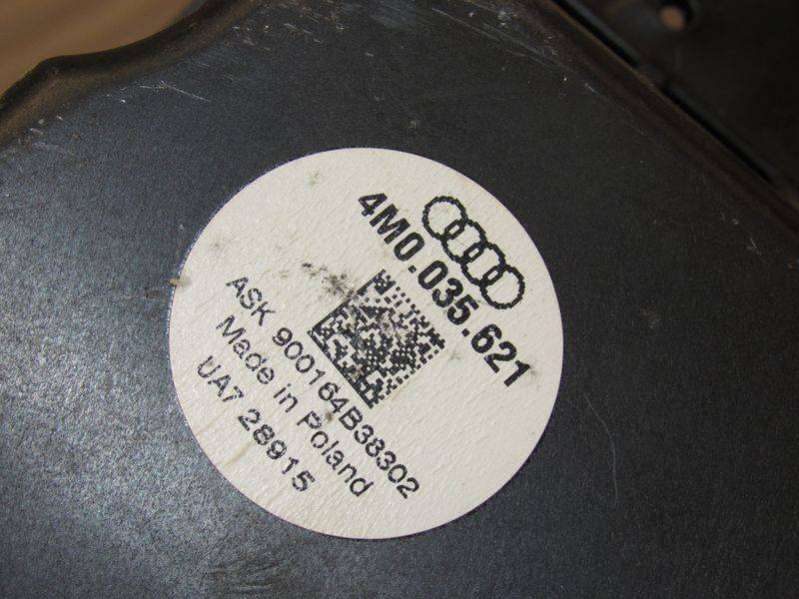 4M0.035.621
ASK 900164B38302
Made in Poland
UA7 28915